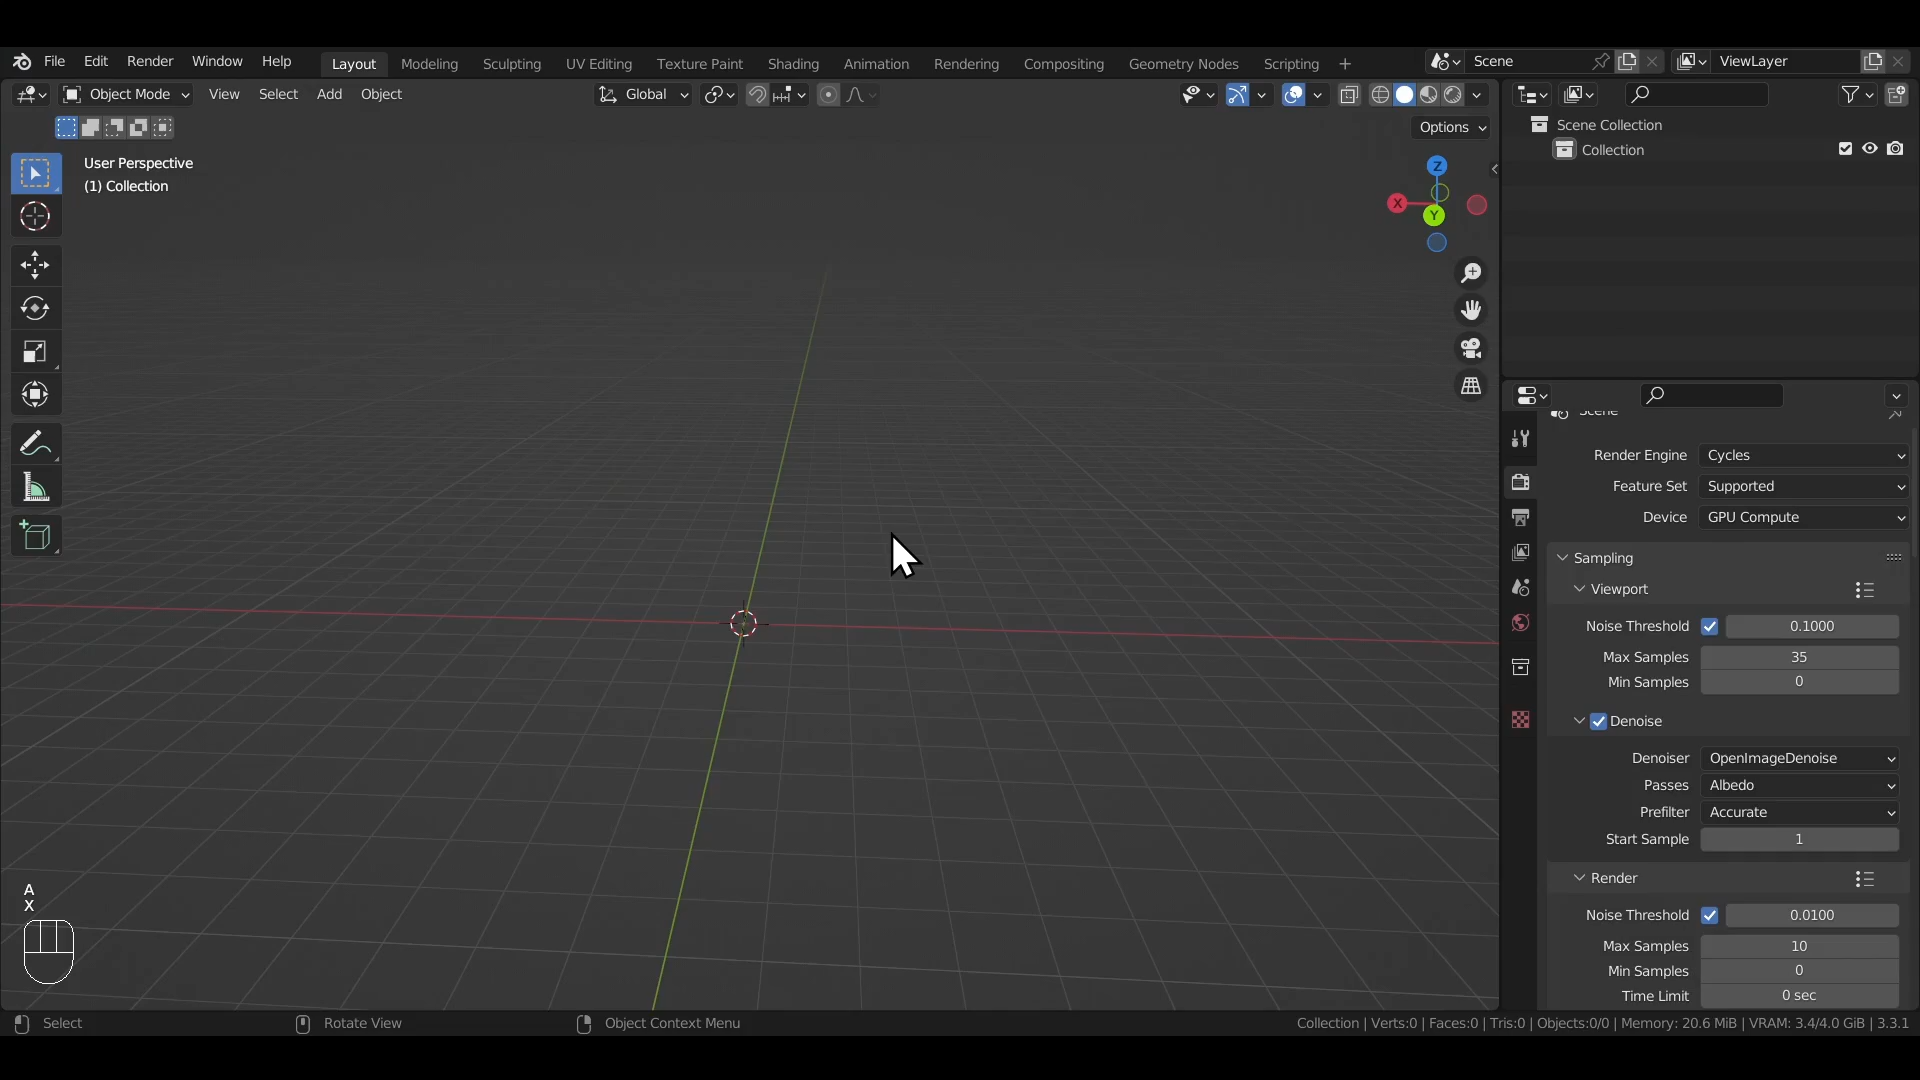 File Edit Render Window Help Layout Modeling Sculpting UV Editing Texture Paint Shading Animation Rendering Compositing Geometry Nodes Scripting + Scene ViewLayer
Object Mode View Select Add Object Global
Options
User Perspective
(1) Collection
Z
X
Y
Scene Collection
Collection
Scene
Render Engine Cycles
Feature Set Supported
Device GPU Compute
Sampling
Viewport
Noise Threshold 0.1000
Max Samples 35
Min Samples 0
Denoise
Denoiser OpenImageDenoise
Passes Albedo
Prefilter Accurate
Start Sample 1
Render
Noise Threshold 0.0100
Max Samples 10
Min Samples 0
Time Limit 0 sec
A
X
Select Rotate View Object Context Menu Collection | Verts:0 | Faces:0 | Tris:0 | Objects:0/0 | Memory: 20.6 MiB | VRAM: 3.4/4.0 GiB | 3.3.1